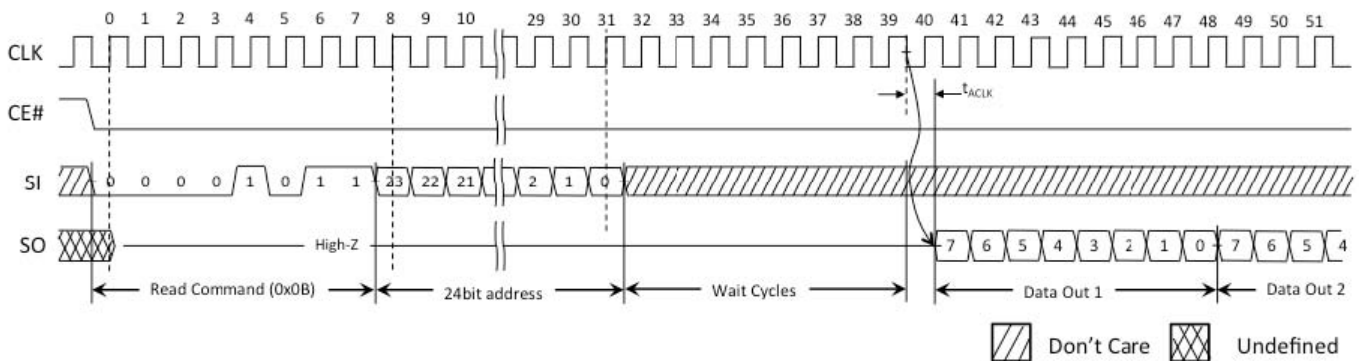 0 1 2 3 4 5 6 7 8 9 10 29 30 31 32 33 34 35 36 37 38 39 40 41 42 43 44 45 46 47 48 49 50 51
CLK
tACLK
CE#
SI 0 0 0 0 1 0 1 1 23 22 21 2 1 0
SO High-Z 7 6 5 4 3 2 1 0 7 6 5 4
Read Command (0x0B) 24bit address Wait Cycles Data Out 1 Data Out 2
Don't Care Undefined